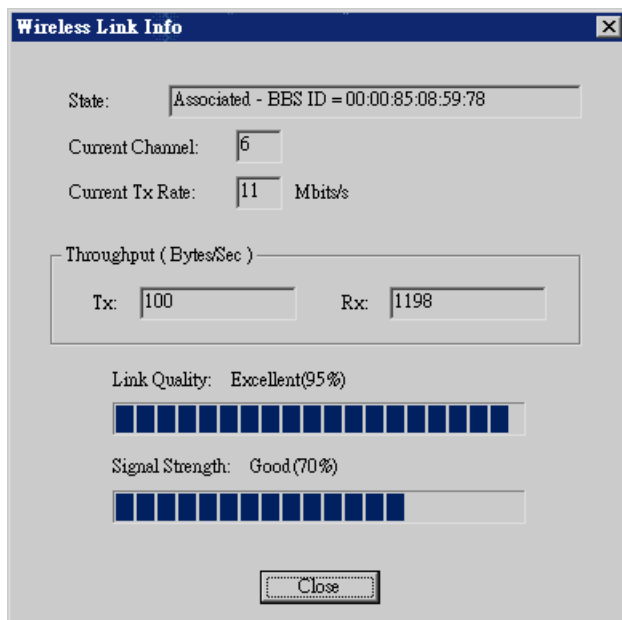 Wireless Link Info
State: Associated - BBS ID = 00:00:85:08:59:78
Current Channel: 6
Current Tx Rate: 11 Mbits/s
Throughput ( Bytes/Sec )
Tx: 100 Rx: 1198
Link Quality: Excellent(95%)
Signal Strength: Good(70%)
Close